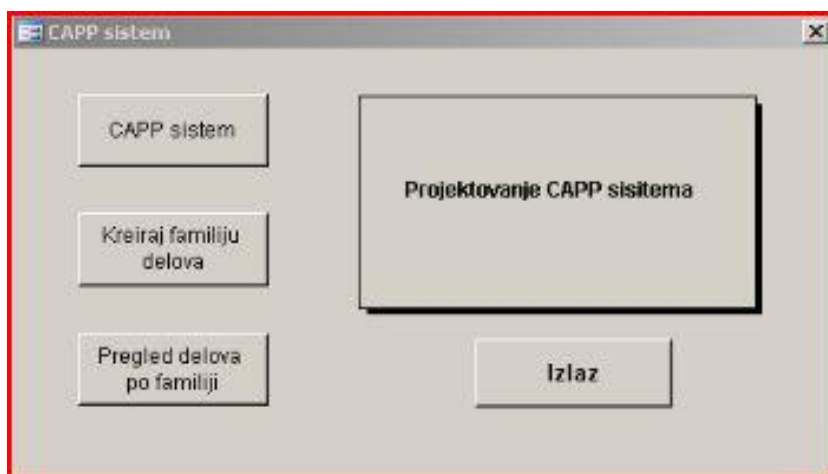 CAPP sistem
CAPP sistem
Kreiraj familiju
delova
Pregled delova
po familiji
Projektovanje CAPP sisitema
Izlaz